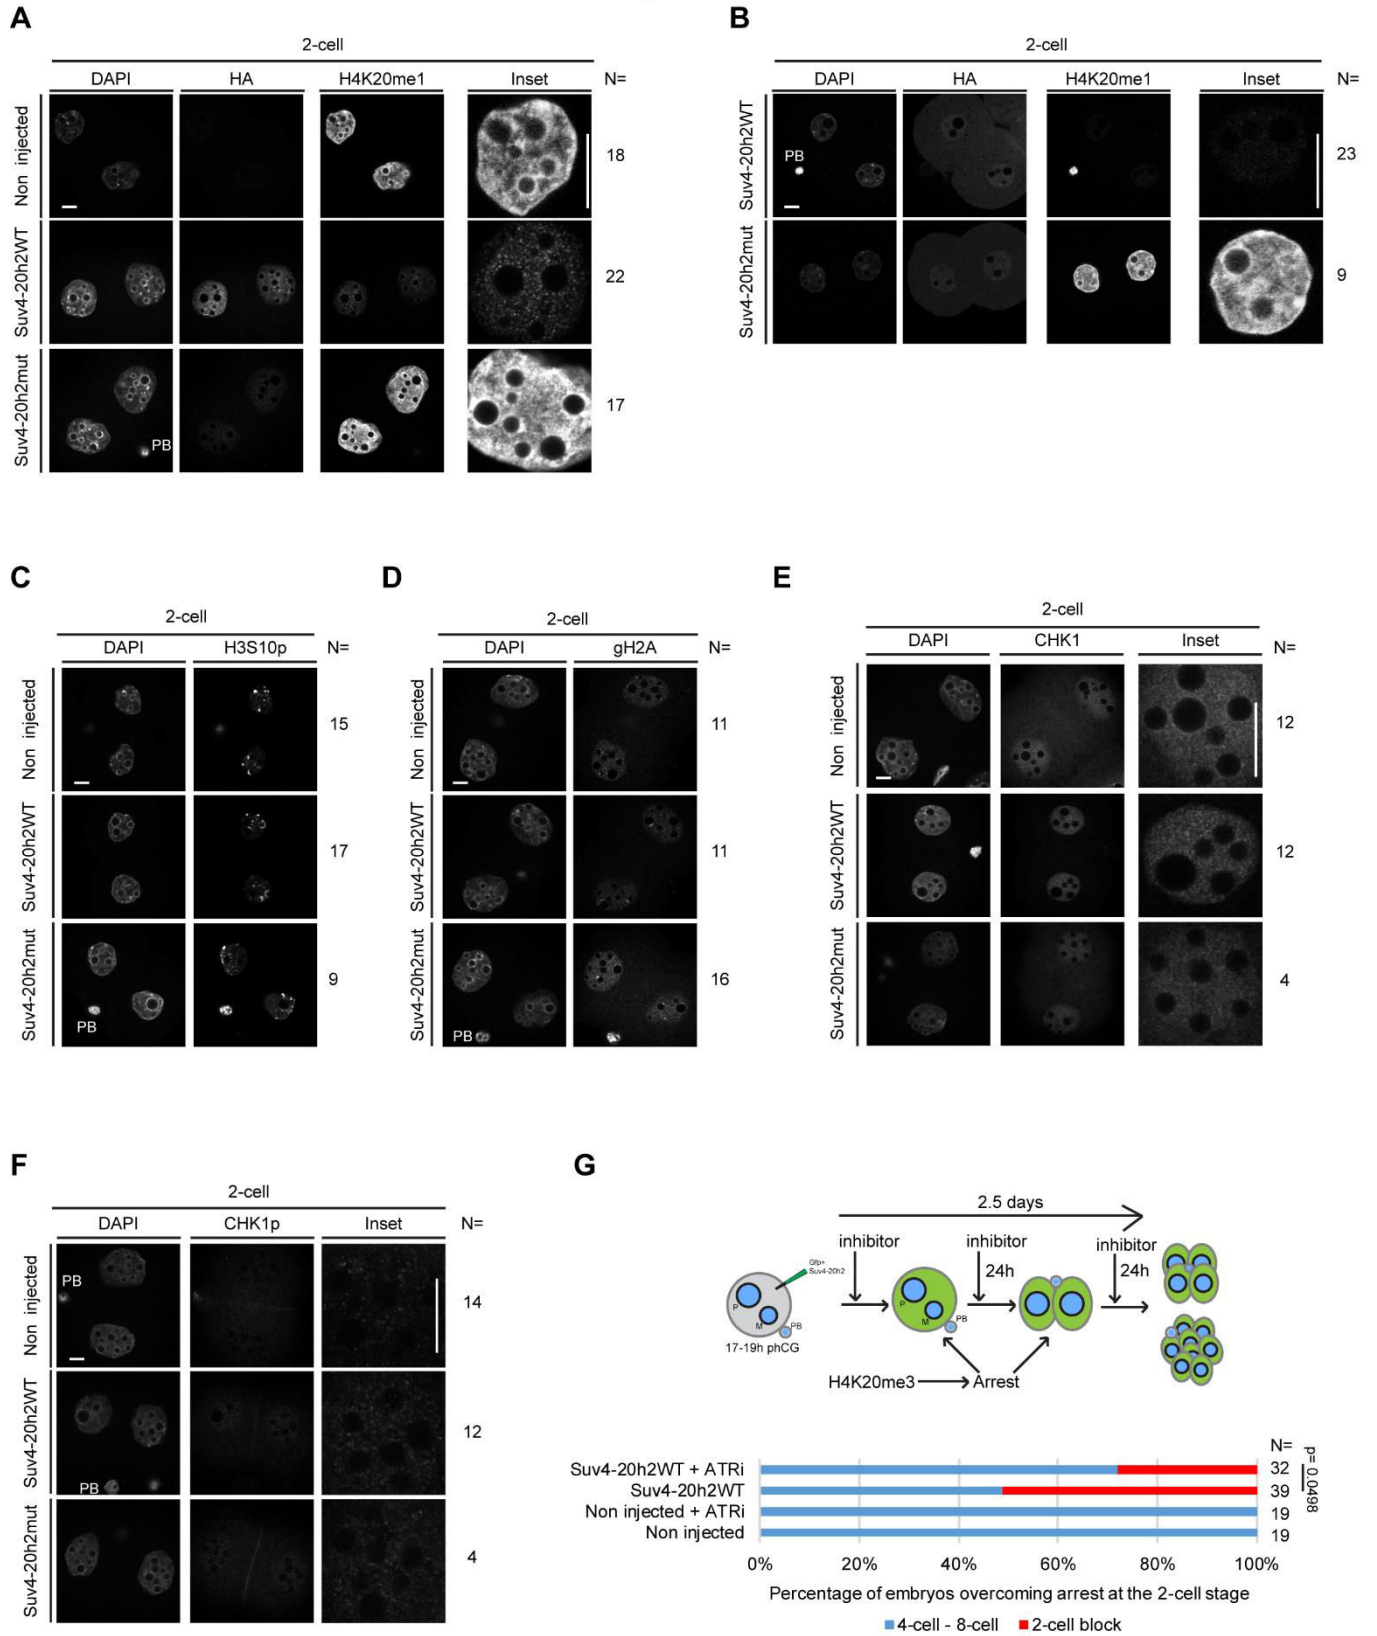 A
2-cell
DAPI HA H4K20me1 Inset N=
Non injected
18
Suv4-20h2WT
22
Suv4-20h2mut
PB
17
B
2-cell
DAPI HA H4K20me1 Inset N=
Suv4-20h2WT
PB
23
Suv4-20h2mut
9
C
2-cell
DAPI H3S10p N=
Non injected
15
Suv4-20h2WT
17
Suv4-20h2mut
PB
9
D
2-cell
DAPI gH2A N=
Non injected
11
Suv4-20h2WT
11
Suv4-20h2mut
PB
16
E
2-cell
DAPI CHK1 Inset N=
Non injected
12
Suv4-20h2WT
12
Suv4-20h2mut
4
F
2-cell
DAPI CHK1p Inset N=
Non injected
PB
14
Suv4-20h2WT
PB
12
Suv4-20h2mut
4
G
2.5 days
inhibitor inhibitor inhibitor
24h 24h
Gfp+
Suv4-20h2
P
M
PB
P
M
PB
17-19h phCG
H4K20me3 Arrest
N=
Suv4-20h2WT + ATRi 32
Suv4-20h2WT 39
Non injected + ATRi 19
Non injected 19
p= 0.0498
0% 20% 40% 60% 80% 100%
Percentage of embryos overcoming arrest at the 2-cell stage
4-cell - 8-cell 2-cell block